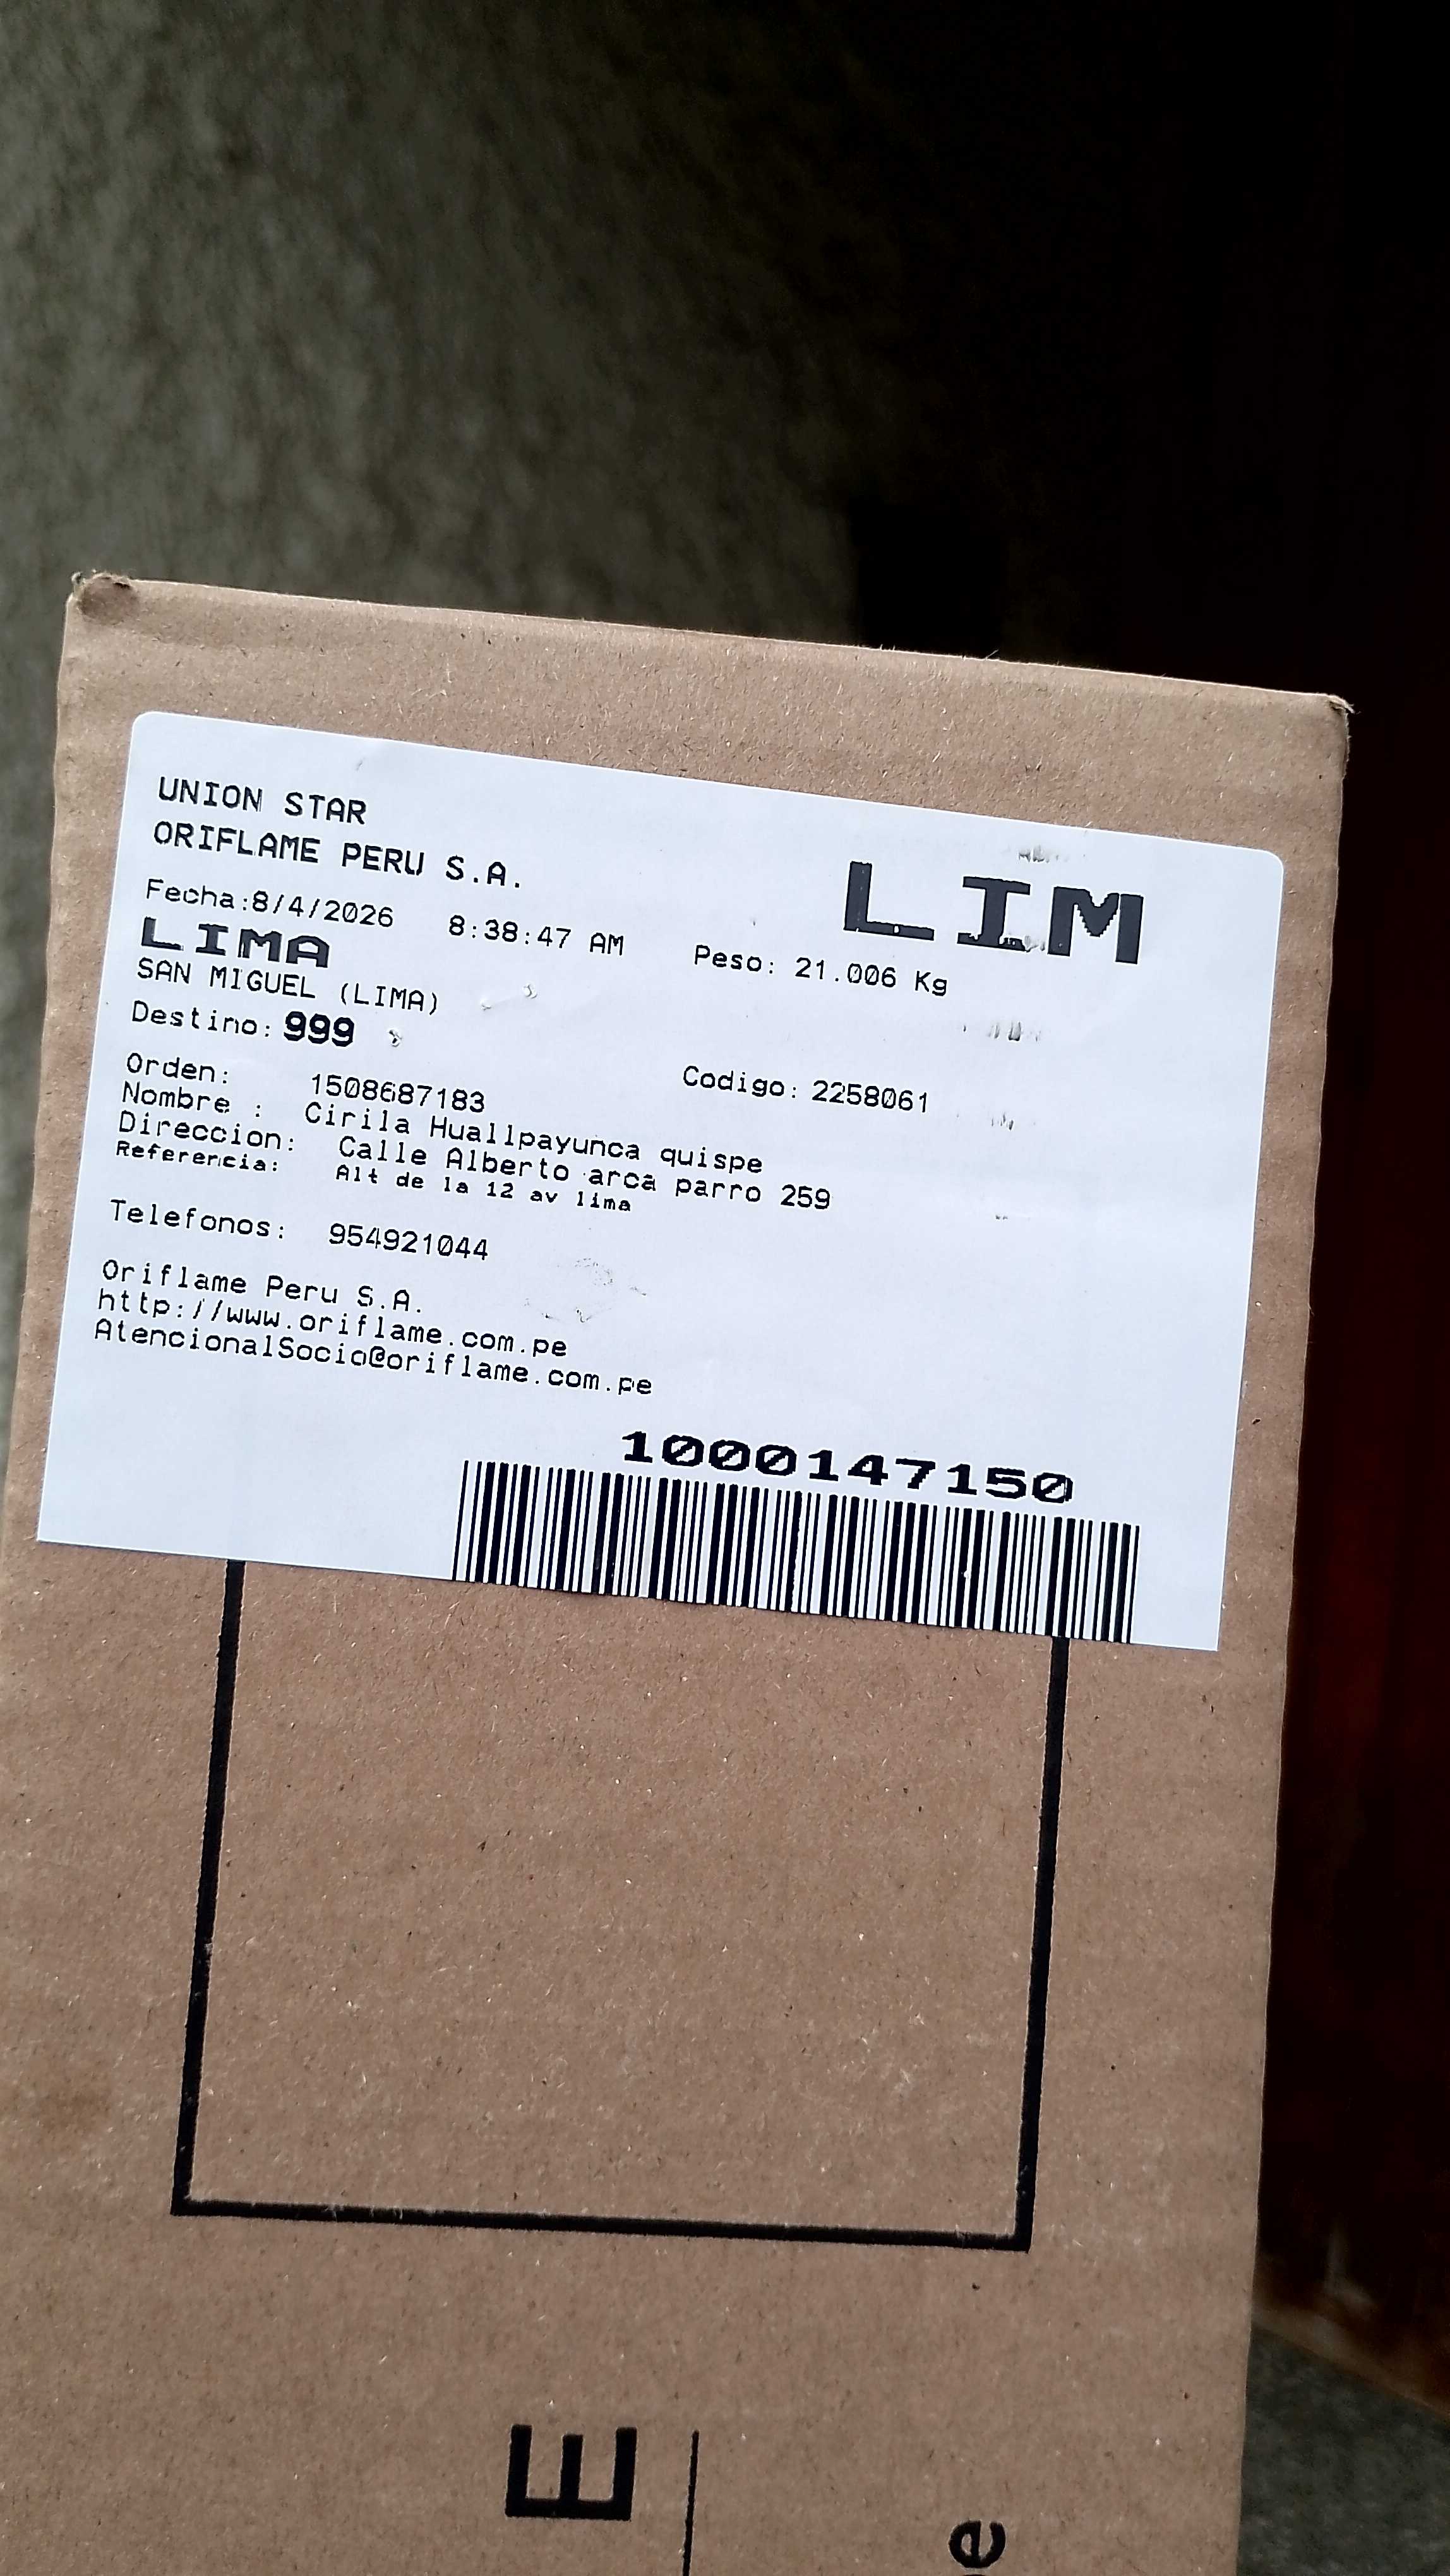 UNION STAR
ORIFLAME PERU S.A.
LIM
Fecha:8/4/2026 8:38:47 AM Peso: 21.006 Kg
LIMA
SAN MIGUEL (LIMA)
Destino: 999
Orden: 1508687183 Codigo: 2258061
Nombre : Cirila Huallpayunca quispe
Direccion: Calle Alberto arca parro 259
Referencia: Alt de la 12 av lima
Telefonos: 954921044
Oriflame Peru S.A.
http://www.oriflame.com.pe
AtencionalSocio@oriflame.com.pe
1000147150
E
e